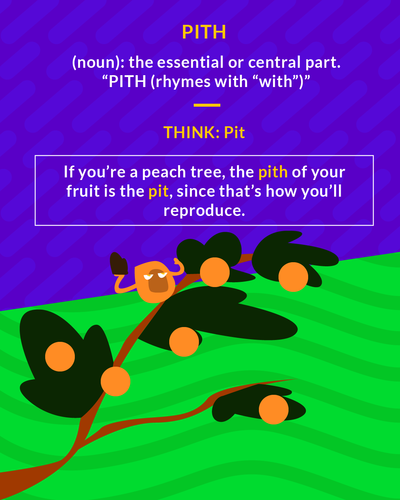 PITH
(noun): the essential or central part.
“PITH (rhymes with “with”)”
THINK: Pit
If you’re a peach tree, the pith of your
fruit is the pit, since that’s how you’ll
reproduce.